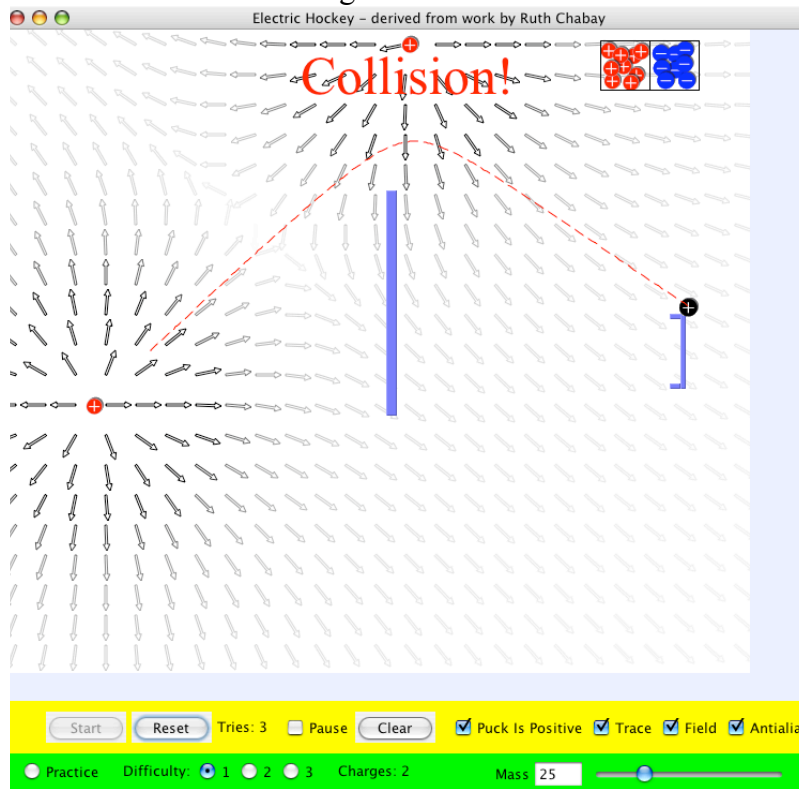 Electric Hockey – derived from work by Ruth Chabay
Collision!
Start Reset Tries: 3 Pause Clear Puck Is Positive Trace Field Antialia
Practice Difficulty: 1 2 3 Charges: 2 Mass 25